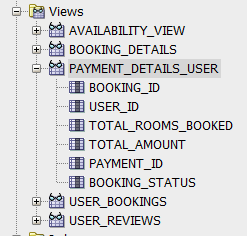 Views
AVAILABILITY_VIEW
BOOKING_DETAILS
PAYMENT_DETAILS_USER
BOOKING_ID
USER_ID
TOTAL_ROOMS_BOOKED
TOTAL_AMOUNT
PAYMENT_ID
BOOKING_STATUS
USER_BOOKINGS
USER_REVIEWS